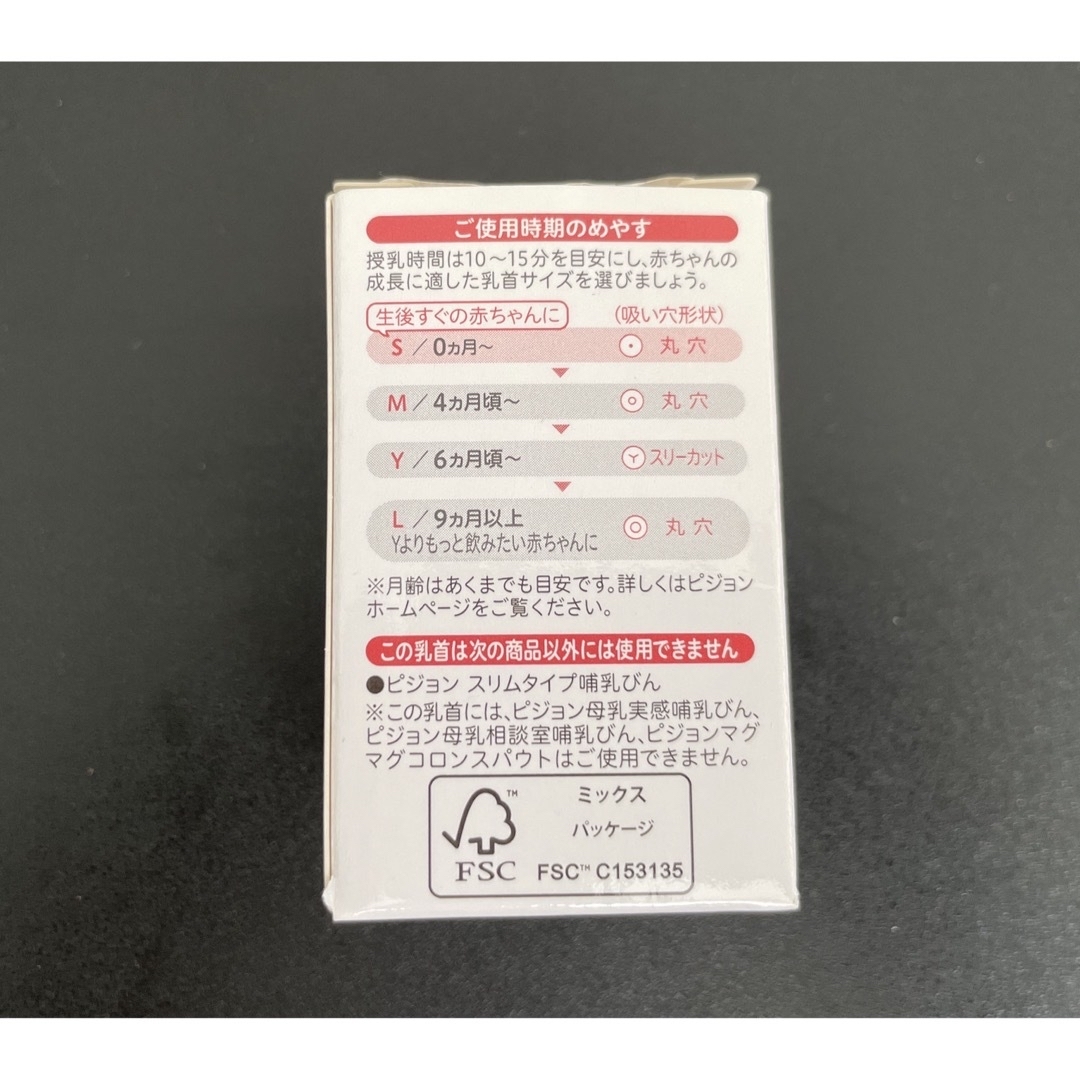 ご使用時期のめやす
授乳時間は10〜15分を目安にし、赤ちゃんの
成長に適した乳首サイズを選びましょう。
生後すぐの赤ちゃんに (吸い穴形状)
S / 0ヵ月〜 丸穴
M / 4ヵ月頃〜 丸穴
Y / 6ヵ月頃〜 スリーカット
L / 9ヵ月以上 丸穴
Yよりもっと飲みたい赤ちゃんに
※月齢はあくまでも目安です。詳しくはピジョン
ホームページをご覧ください。
この乳首は次の商品以外には使用できません
●ピジョン スリムタイプ哺乳びん
※この乳首には、ピジョン母乳実感哺乳びん、
ピジョン母乳相談室哺乳びん、ピジョンマグ
マグコロンスパウトはご使用できません。
ミックス
パッケージ
FSC™ C153135
™
FSC